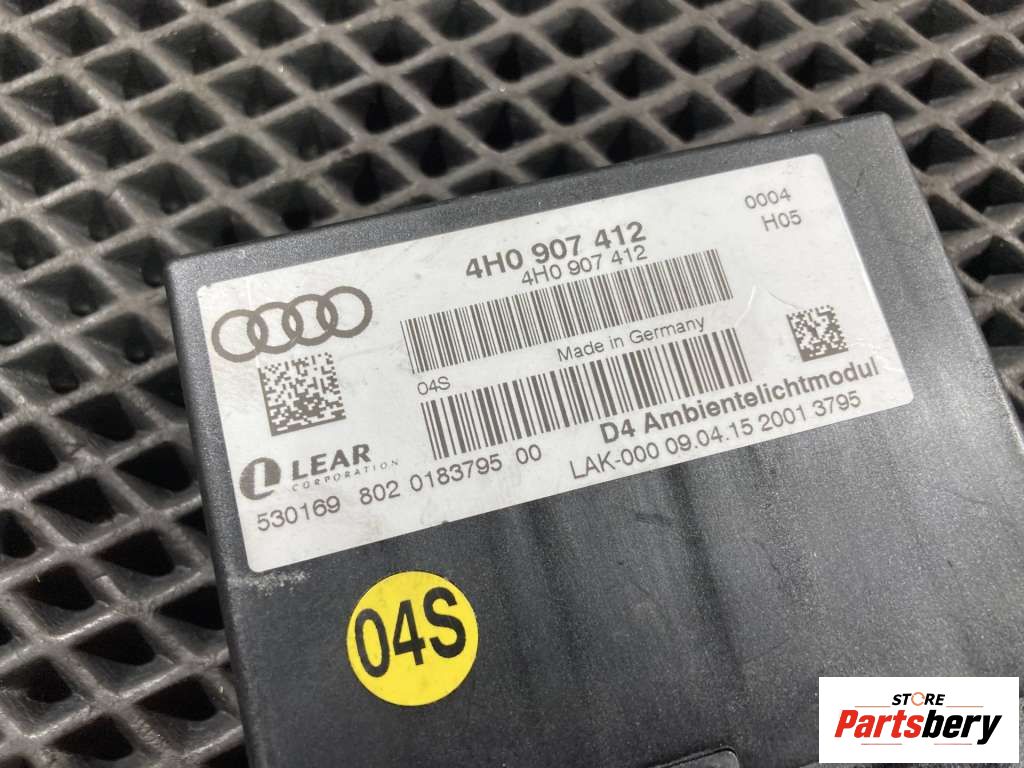 4H0 907 412
4H0 907 412
0004
H05
Made in Germany
04S
D4 Ambientelichtmodul
LEAR
CORPORATION
LAK-000 09.04.15 2001 3795
530169 802 0183795 00
04S
STORE
Partsbery